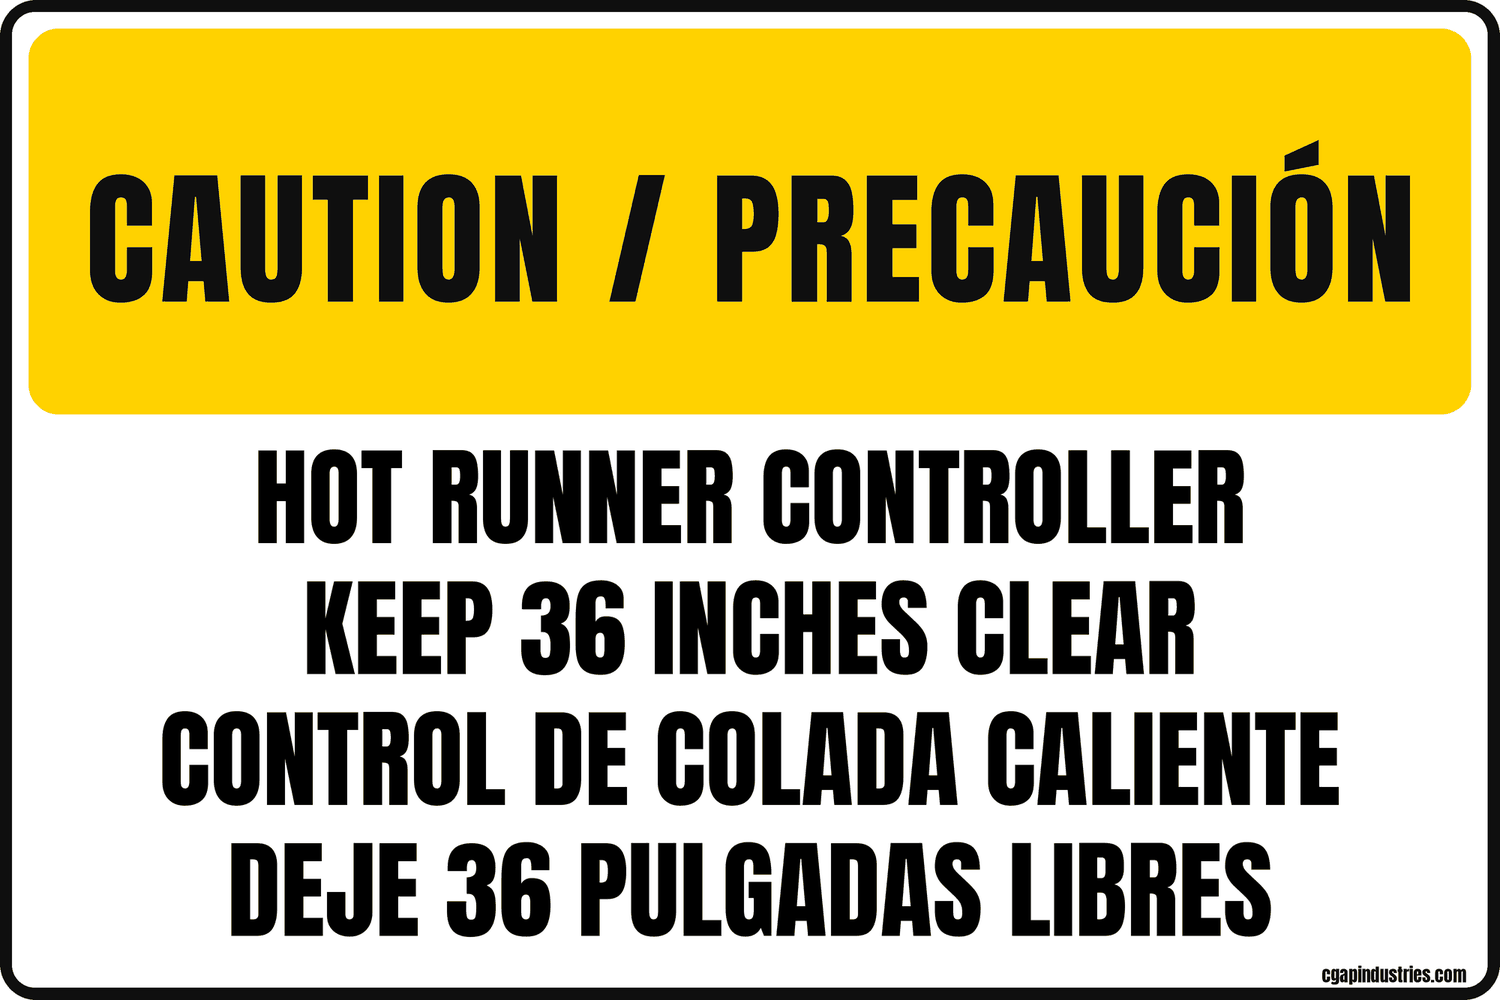 CAUTION / PRECAUCIÓN
HOT RUNNER CONTROLLER
KEEP 36 INCHES CLEAR
CONTROL DE COLADA CALIENTE
DEJE 36 PULGADAS LIBRES
cgapindustries.com